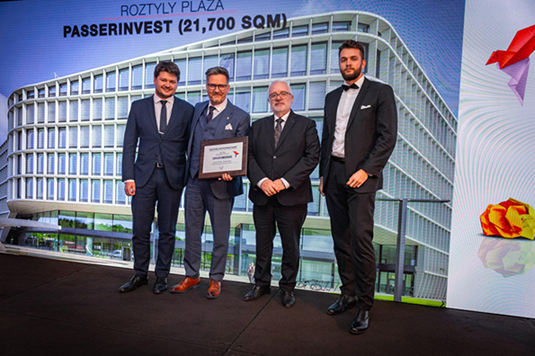 ROZTYLY PLAZA
PASSERINVEST (21,700 SQM)